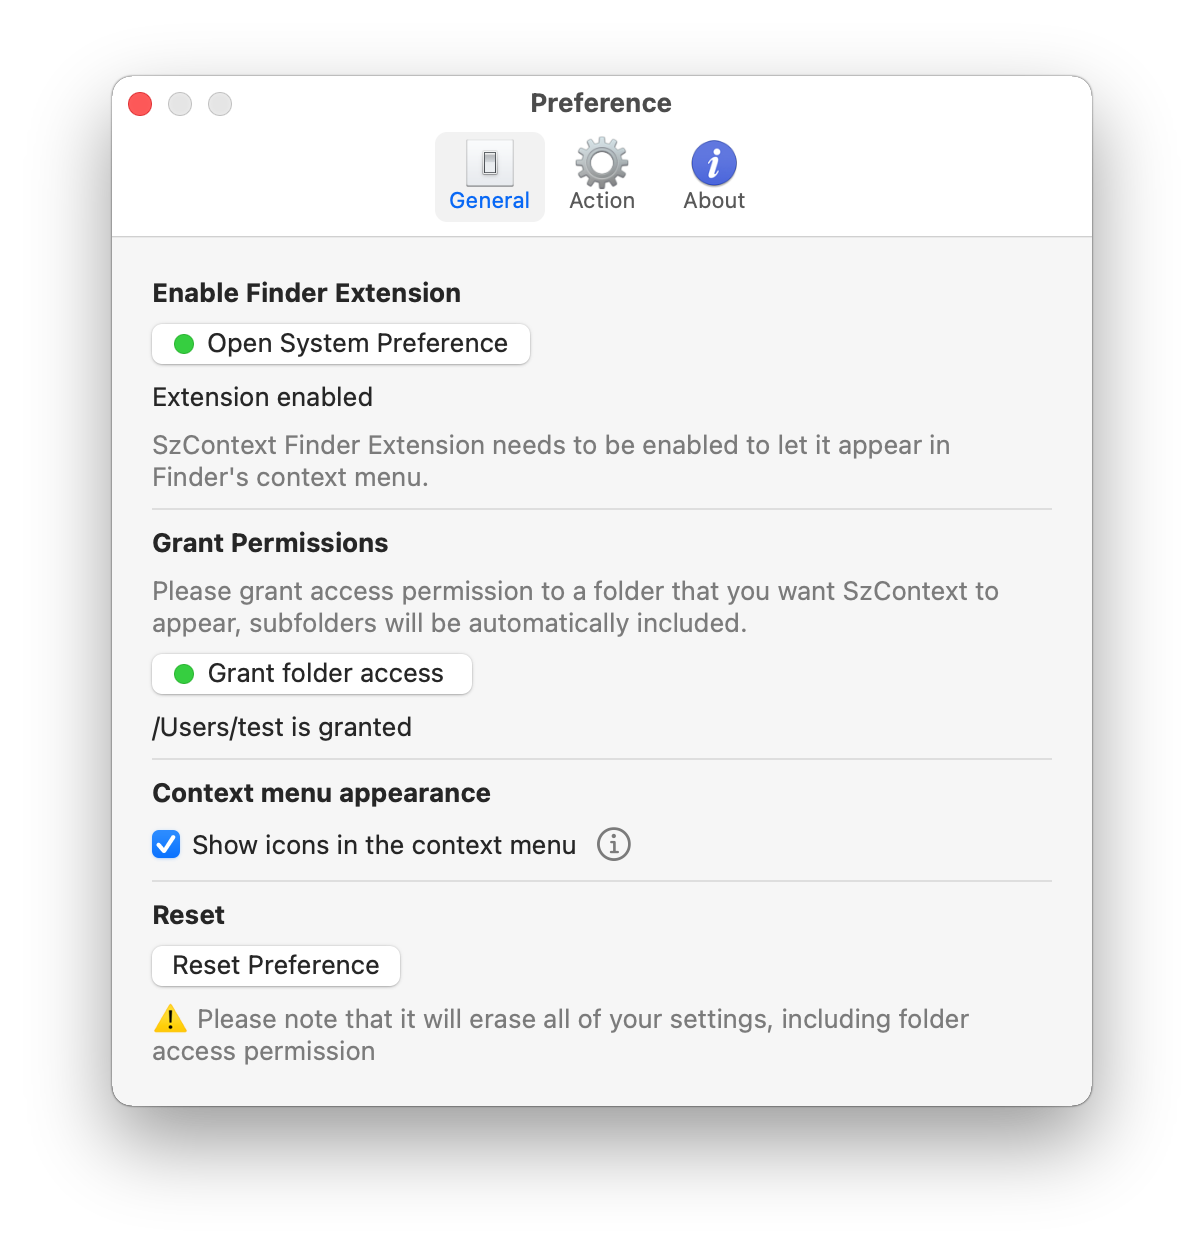 Preference
General
Action
About
Enable Finder Extension
Open System Preference
Extension enabled
SzContext Finder Extension needs to be enabled to let it appear in
Finder's context menu.
Grant Permissions
Please grant access permission to a folder that you want SzContext to
appear, subfolders will be automatically included.
Grant folder access
/Users/test is granted
Context menu appearance
Show icons in the context menu
Reset
Reset Preference
Please note that it will erase all of your settings, including folder
access permission